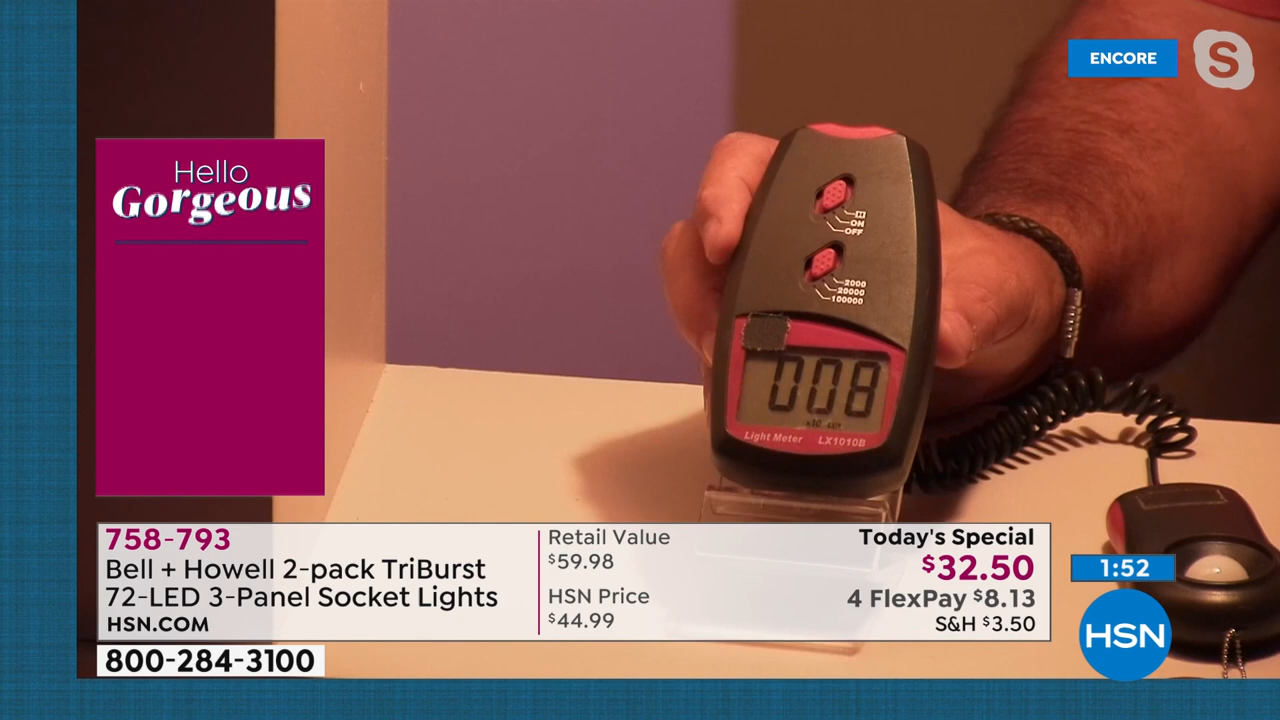 ENCORE
S
Hello
Gorgeous
ON
OFF
2000
20000
100000
008
x10
Light Meter LX1010B
758-793
Bell + Howell 2-pack TriBurst
72-LED 3-Panel Socket Lights
HSN.COM
Retail Value
$59.98
HSN Price
$44.99
Today's Special
$32.50
4 FlexPay $8.13
S&H $3.50
1:52
HSN
800-284-3100